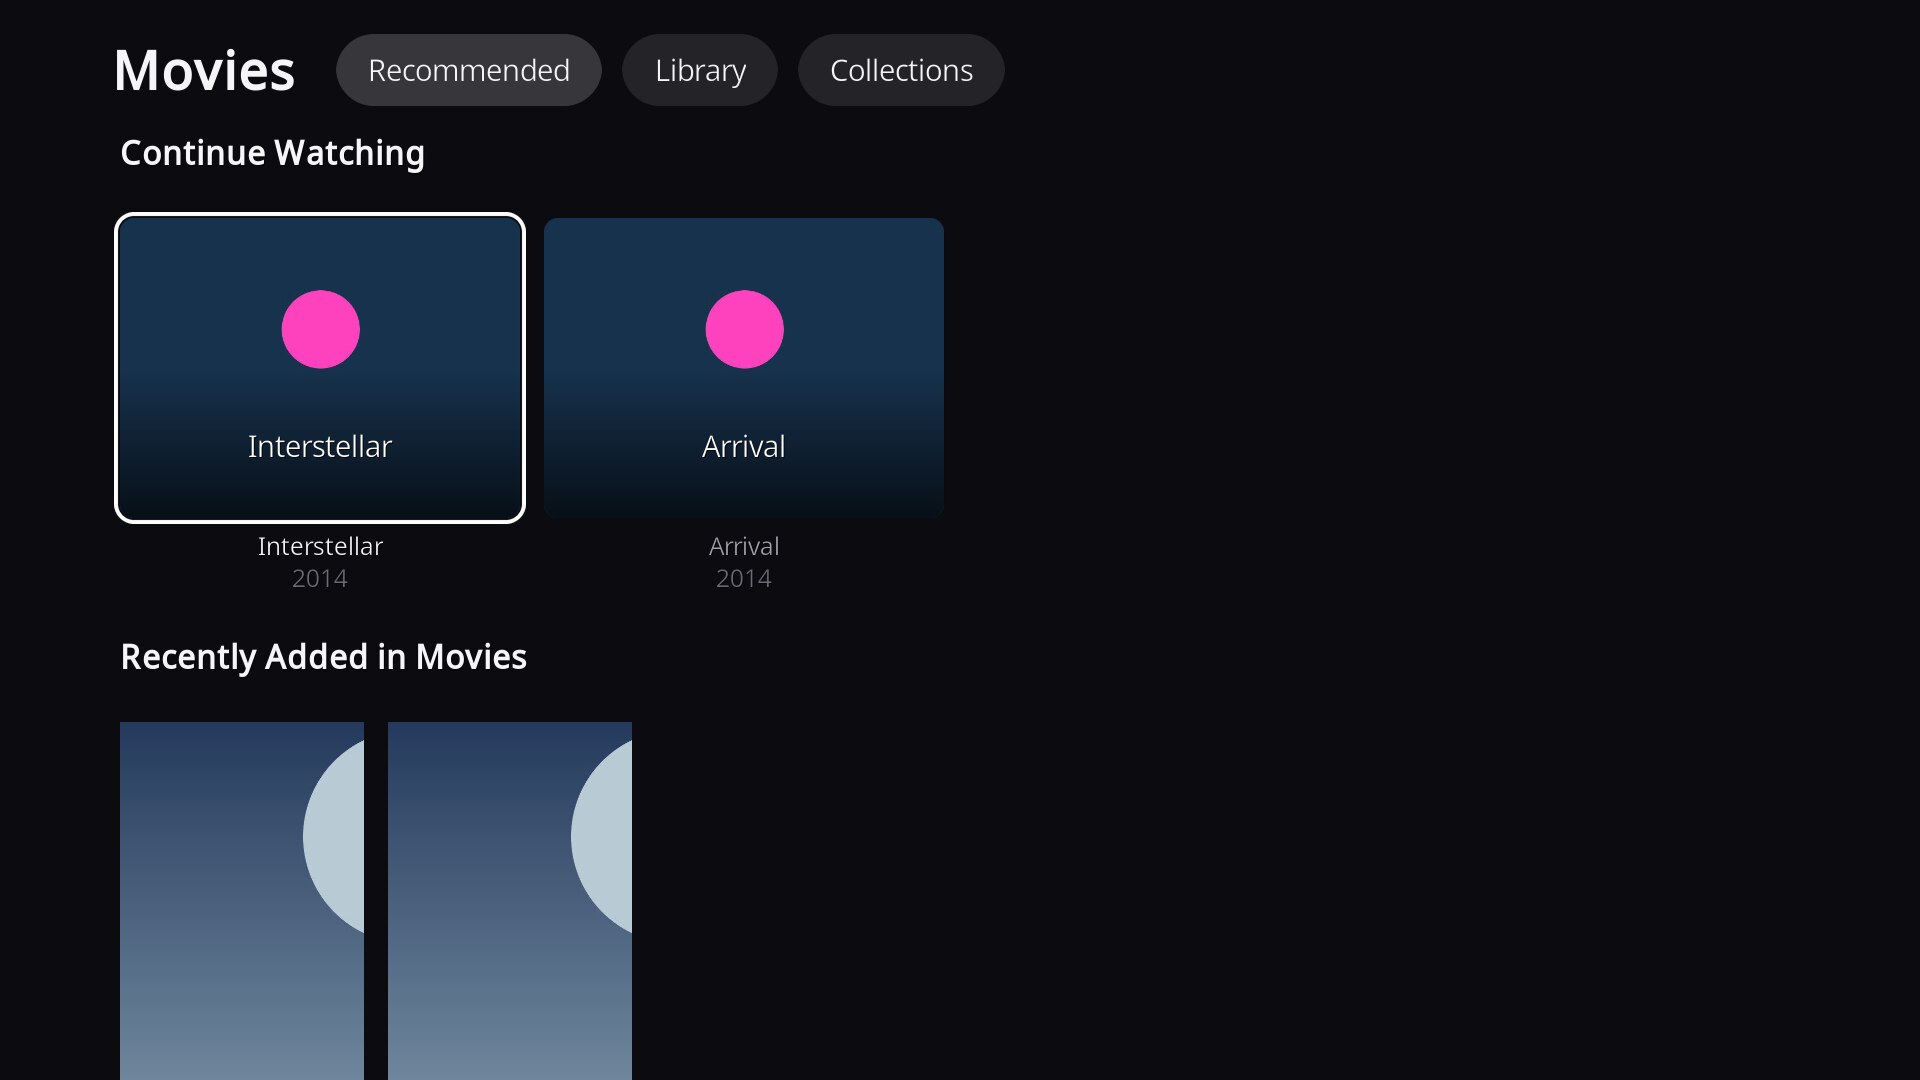 Movies
Recommended
Library
Collections
Continue Watching
Interstellar
Arrival
Interstellar
2014
Arrival
2014
Recently Added in Movies